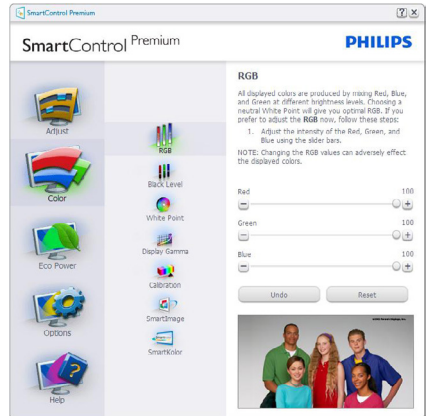 SmartControl Premium
SmartControl Premium
PHILIPS
Adjust
Color
Eco Power
Options
Help
RGB
Black Level
White Point
Display Gamma
Calibration
SmartImage
SmartKolor
RGB
All displayed colors are produced by mixing Red, Blue,
and Green at different brightness levels. Choosing a
neutral White Point will give you optimal RGB. If you
prefer to adjust the RGB now, follow these steps:
1. Adjust the intensity of the Red, Green, and
Blue using the slider bars.
NOTE: Changing the RGB values can adversely effect
the displayed colors.
Red 100
Green 100
Blue 100
Undo Reset